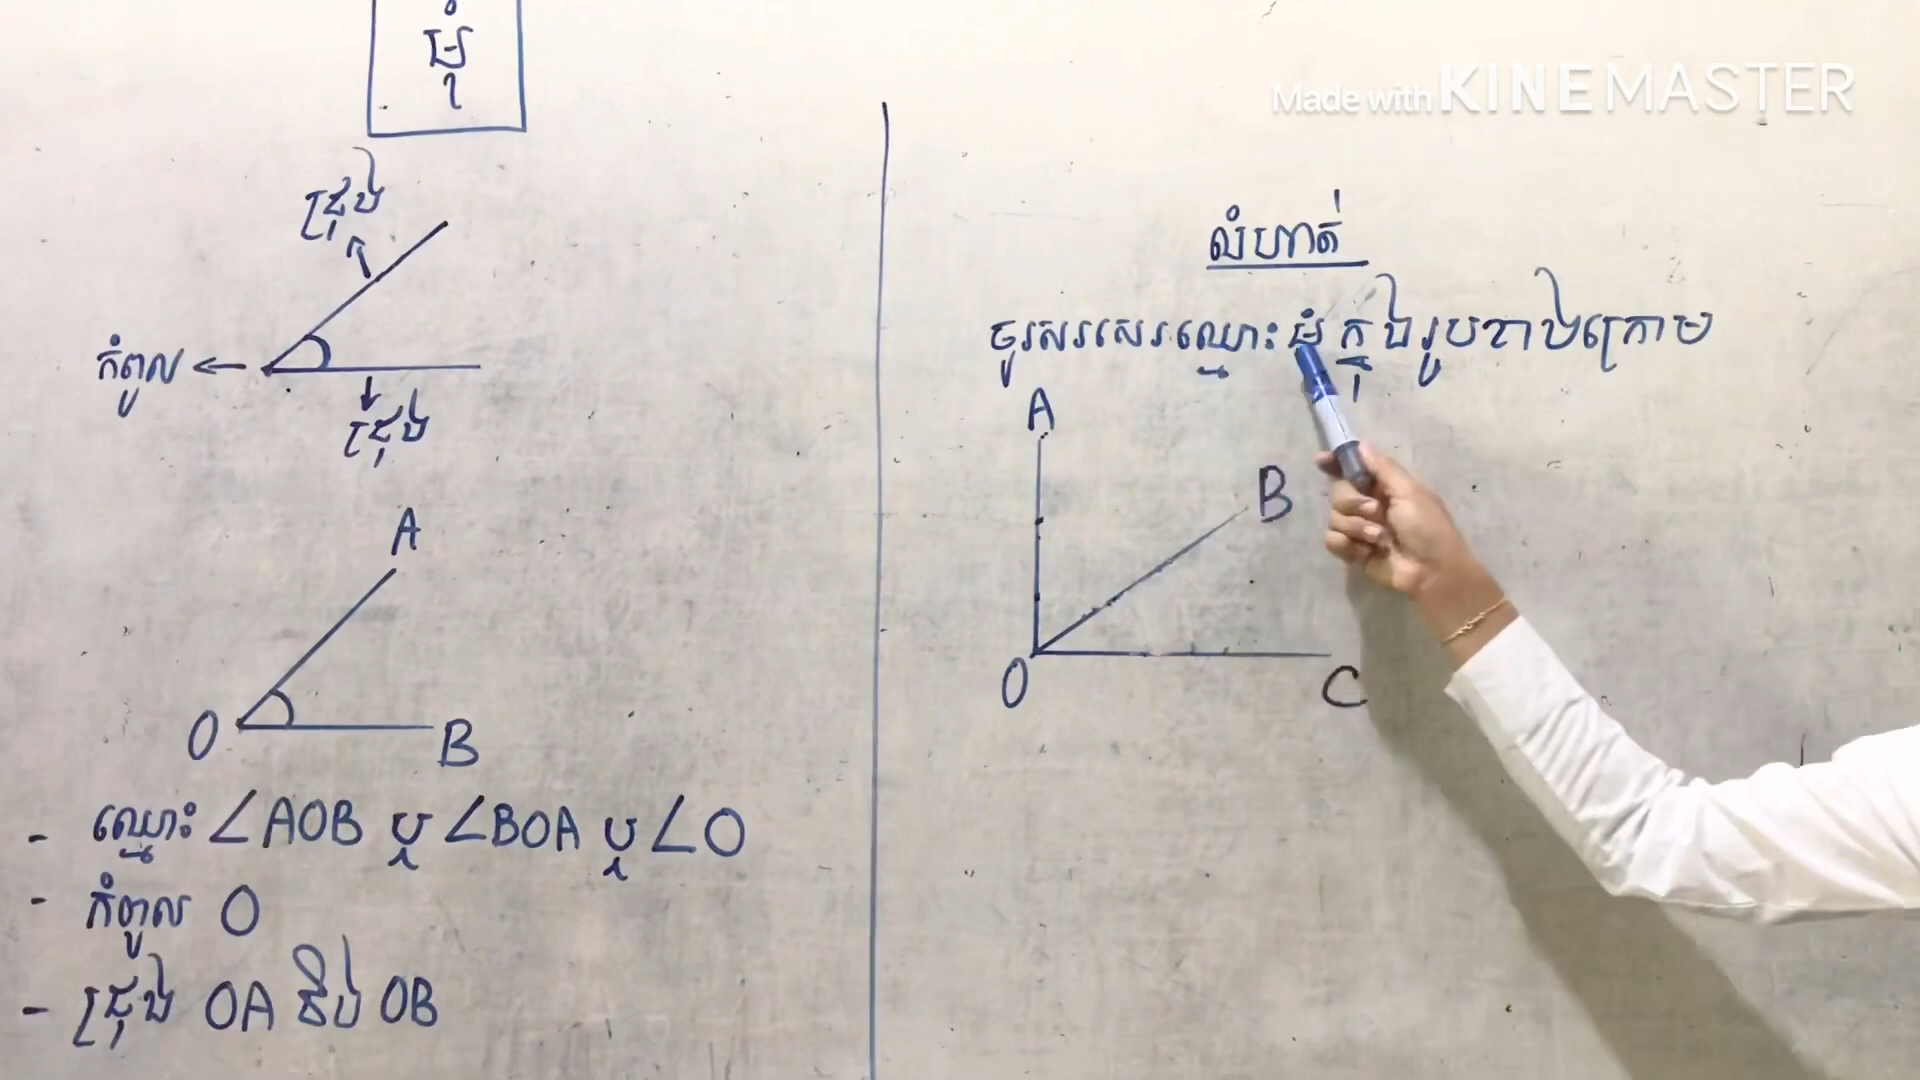 មុំ
Made with KINEMASTER
ជ្រុង
កំពូល
ជ្រុង
A
O
B
- ឈ្មោះ ∠AOB ឬ ∠BOA ឬ ∠O
- កំពូល O
- ជ្រុង OA និង OB
លំហាត់
ចូរសរសេរឈ្មោះមុំក្នុងរូបខាងក្រោម
A
B
O
C